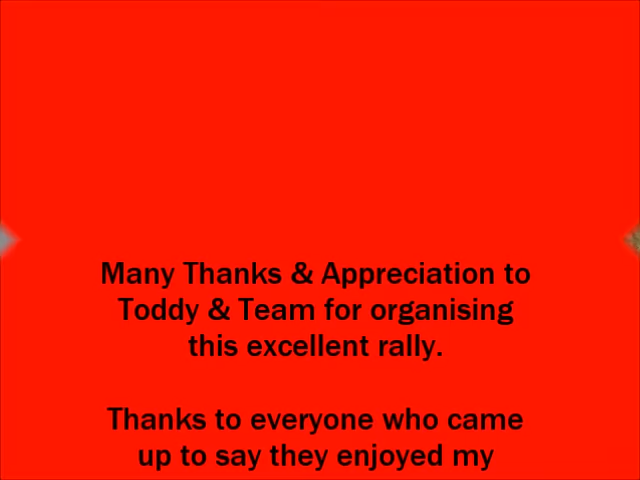 Many Thanks & Appreciation to
Toddy & Team for organising
this excellent rally.
Thanks to everyone who came
up to say they enjoyed my